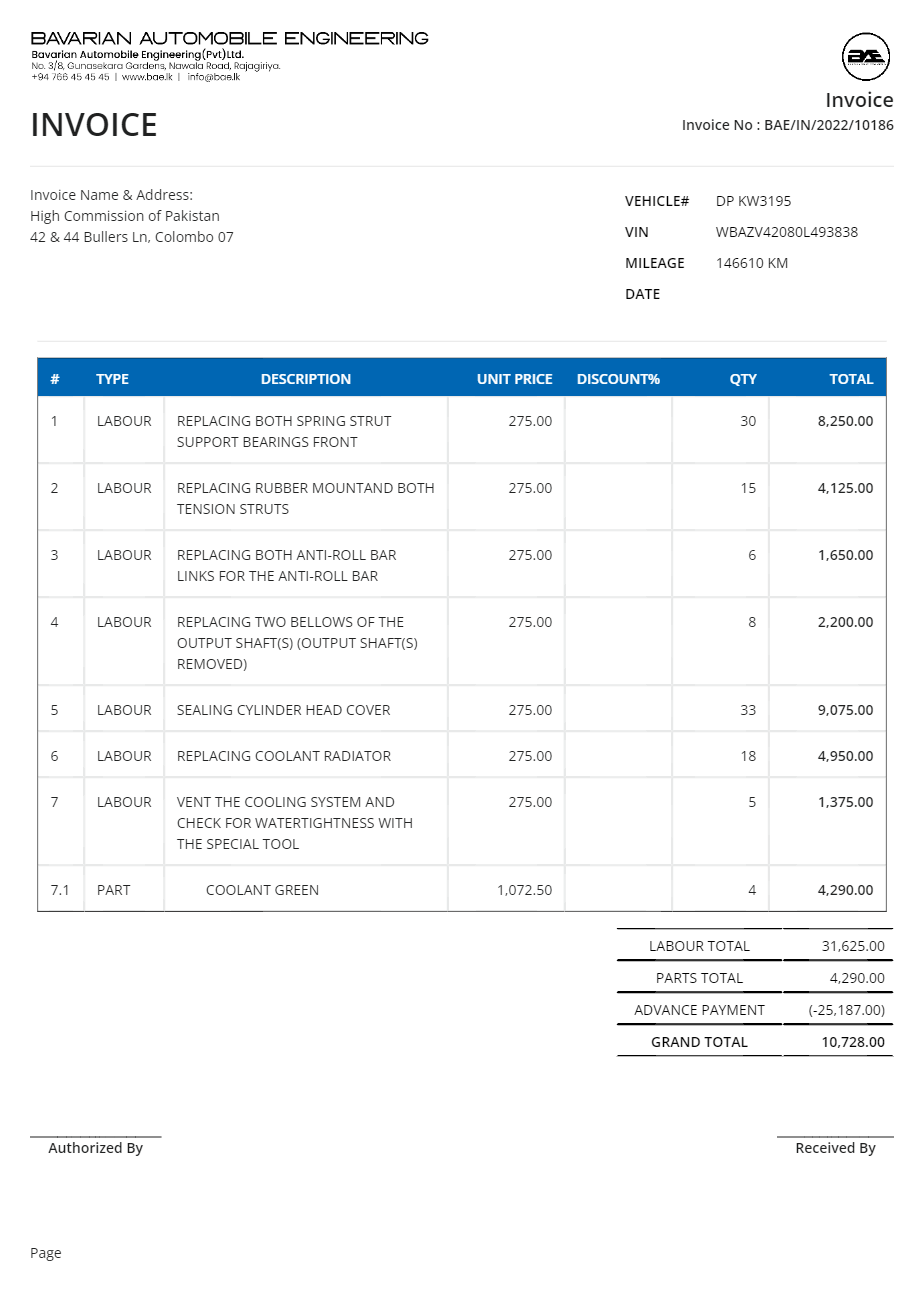 BAVARIAN AUTOMOBILE ENGINEERING
Bavarian Automobile Engineering(Pvt)Ltd.
No. 3/8, Gunasekara Gardens, Nawala Road, Rajagiriya.
+94 766 45 45 45 | www.bae.lk | info@bae.lk
BAE
Invoice
INVOICE
Invoice No : BAE/IN/2022/10186
Invoice Name & Address:
High Commission of Pakistan
42 & 44 Bullers Ln, Colombo 07
VEHICLE# DP KW3195
VIN WBAZV42080L493838
MILEAGE 146610 KM
DATE
# TYPE DESCRIPTION UNIT PRICE DISCOUNT% QTY TOTAL
1 LABOUR REPLACING BOTH SPRING STRUT 275.00 30 8,250.00
SUPPORT BEARINGS FRONT
2 LABOUR REPLACING RUBBER MOUNTAND BOTH 275.00 15 4,125.00
TENSION STRUTS
3 LABOUR REPLACING BOTH ANTI-ROLL BAR 275.00 6 1,650.00
LINKS FOR THE ANTI-ROLL BAR
4 LABOUR REPLACING TWO BELLOWS OF THE 275.00 8 2,200.00
OUTPUT SHAFT(S) (OUTPUT SHAFT(S)
REMOVED)
5 LABOUR SEALING CYLINDER HEAD COVER 275.00 33 9,075.00
6 LABOUR REPLACING COOLANT RADIATOR 275.00 18 4,950.00
7 LABOUR VENT THE COOLING SYSTEM AND 275.00 5 1,375.00
CHECK FOR WATERTIGHTNESS WITH
THE SPECIAL TOOL
7.1 PART COOLANT GREEN 1,072.50 4 4,290.00
LABOUR TOTAL 31,625.00
PARTS TOTAL 4,290.00
ADVANCE PAYMENT (-25,187.00)
GRAND TOTAL 10,728.00
Authorized By Received By
Page